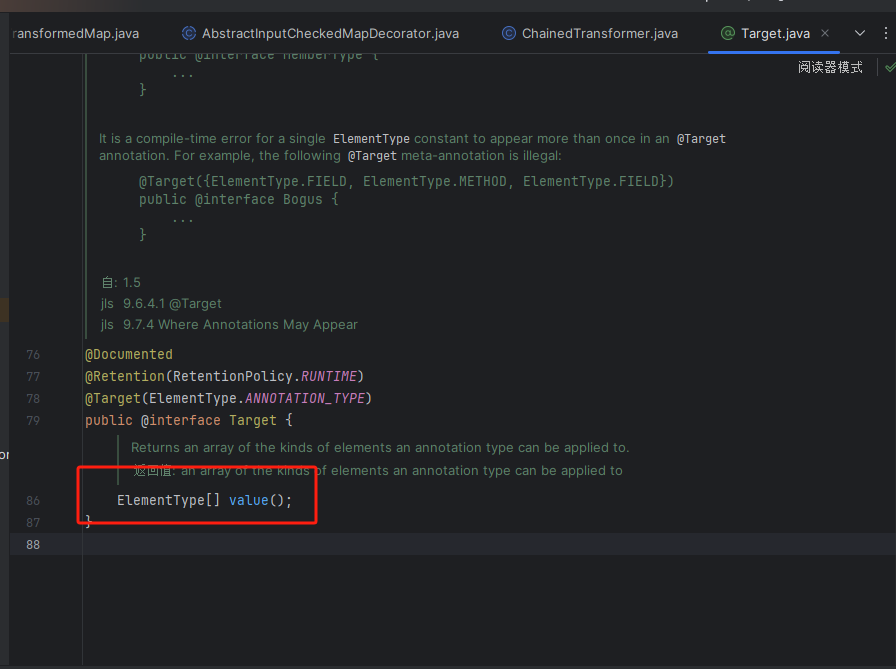 ransformedMap.java AbstractInputCheckedMapDecorator.java ChainedTransformer.java @ Target.java
阅读器模式
public @interface MemberType {
...
}
It is a compile-time error for a single ElementType constant to appear more than once in an @Target
annotation. For example, the following @Target meta-annotation is illegal:
@Target({ElementType.FIELD, ElementType.METHOD, ElementType.FIELD})
public @interface Bogus {
...
}
自: 1.5
jls 9.6.4.1 @Target
jls 9.7.4 Where Annotations May Appear
76 @Documented
77 @Retention(RetentionPolicy.RUNTIME)
78 @Target(ElementType.ANNOTATION_TYPE)
79 public @interface Target {
Returns an array of the kinds of elements an annotation type can be applied to.
返回值: an array of the kinds of elements an annotation type can be applied to
or
86 ElementType[] value();
87 }
88